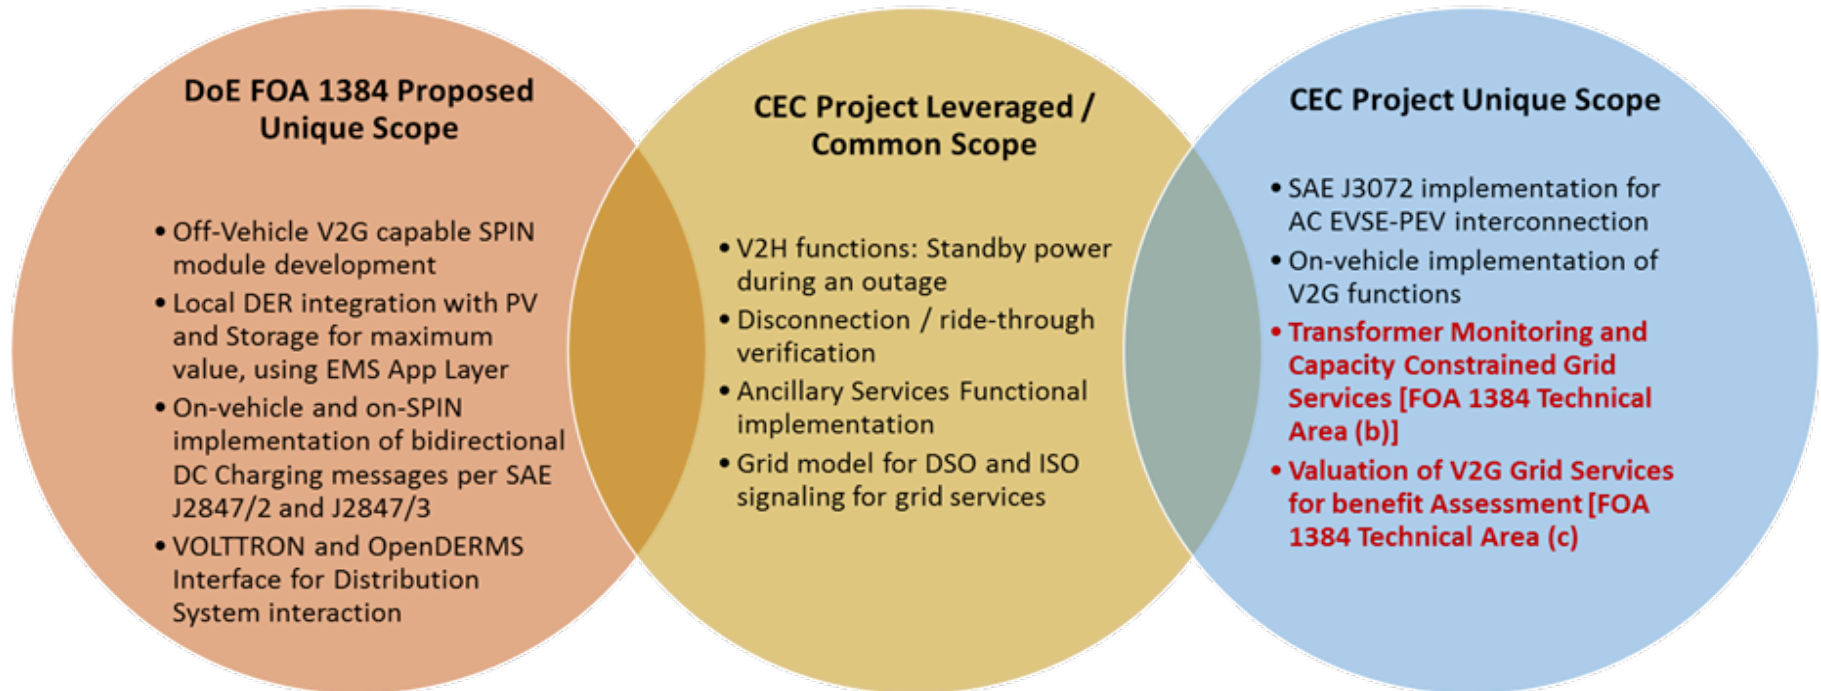 DoE FOA 1384 Proposed
Unique Scope
• Off-Vehicle V2G capable SPIN
module development
• Local DER integration with PV
and Storage for maximum
value, using EMS App Layer
• On-vehicle and on-SPIN
implementation of bidirectional
DC Charging messages per SAE
J2847/2 and J2847/3
• VOLTTRON and OpenDERMS
Interface for Distribution
System interaction
CEC Project Leveraged /
Common Scope
• V2H functions: Standby power
during an outage
• Disconnection / ride-through
verification
• Ancillary Services Functional
implementation
• Grid model for DSO and ISO
signaling for grid services
CEC Project Unique Scope
• SAE J3072 implementation for
AC EVSE-PEV interconnection
• On-vehicle implementation of
V2G functions
• Transformer Monitoring and
Capacity Constrained Grid
Services [FOA 1384 Technical
Area (b)]
• Valuation of V2G Grid Services
for benefit Assessment [FOA
1384 Technical Area (c)